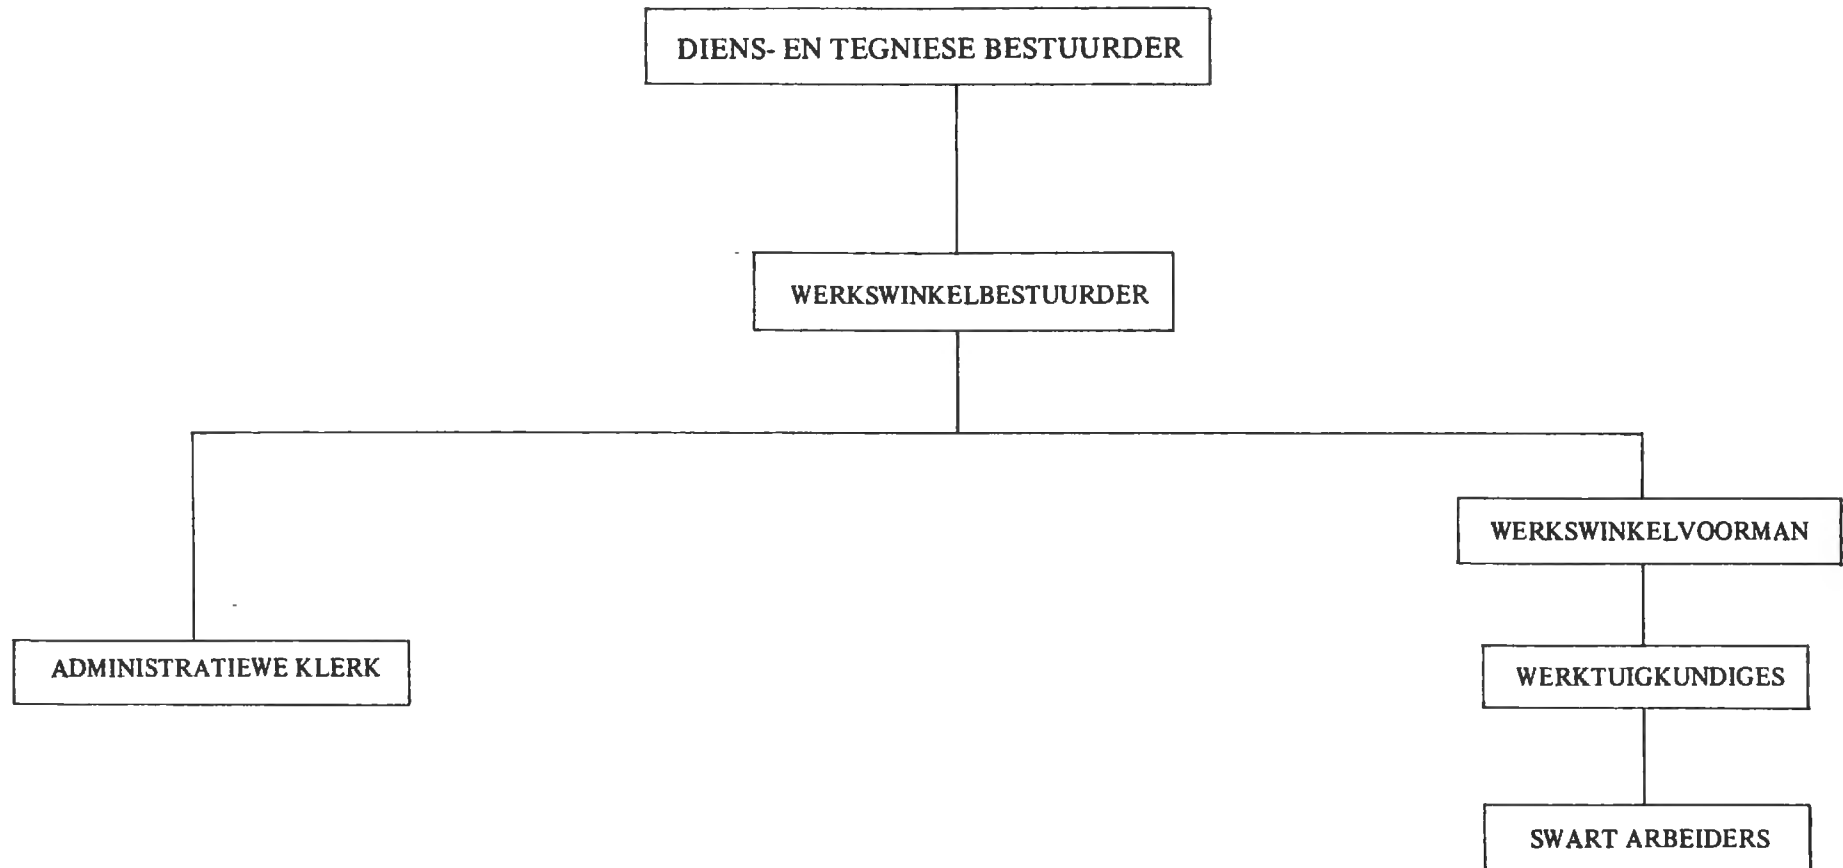 DIENS- EN TEGNIESE BESTUURDER
WERKSWINKELBESTUURDER
WERKSWINKELVOORMAN
ADMINISTRATIEWE KLERK
WERKTUIGKUNDIGES
SWART ARBEIDERS